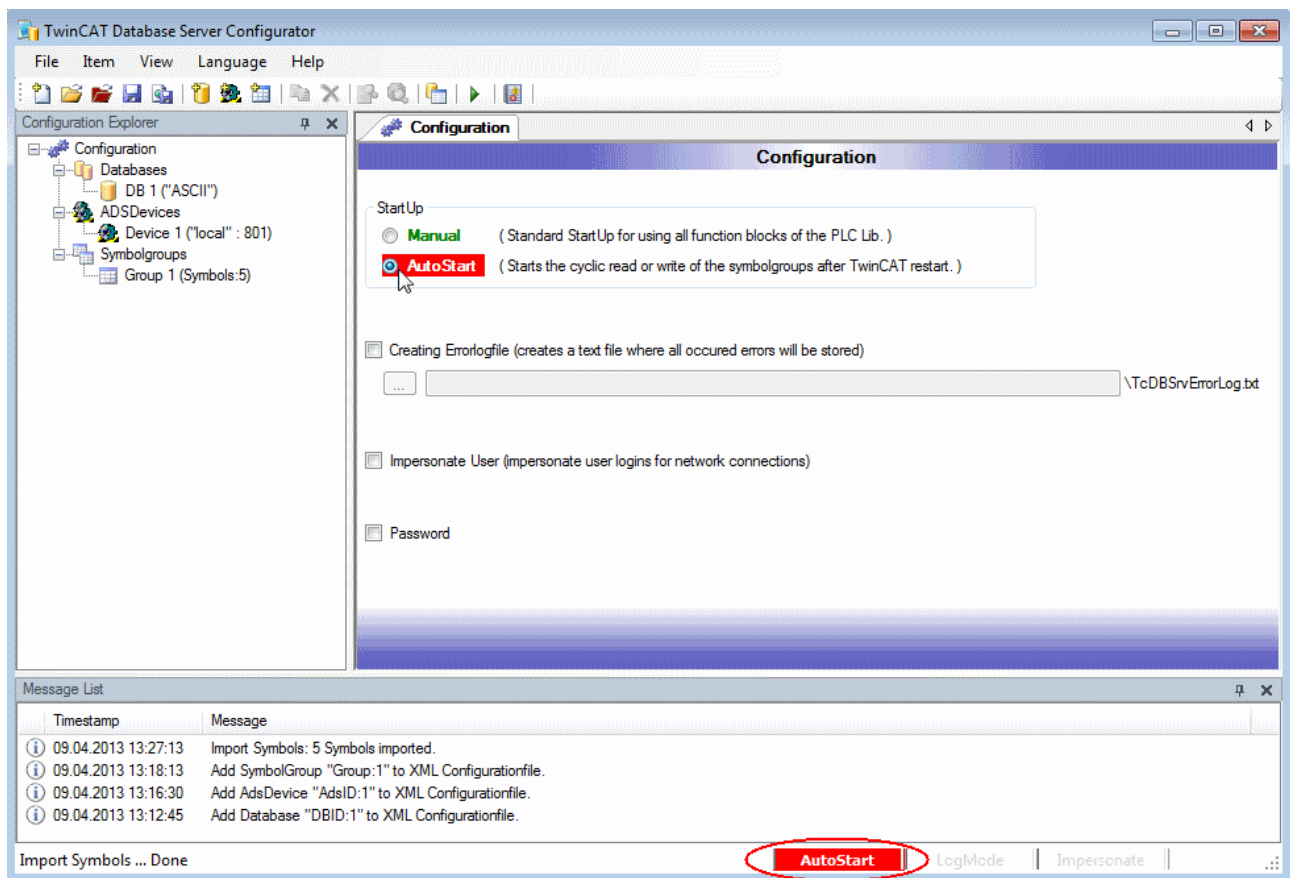 TwinCAT Database Server Configurator
File Item View Language Help
Configuration Explorer
Configuration
Databases
DB 1 ("ASCII")
ADSDevices
Device 1 ("local" : 801)
Symbolgroups
Group 1 (Symbols:5)
Configuration
Configuration
StartUp
Manual ( Standard StartUp for using all function blocks of the PLC Lib. )
AutoStart ( Starts the cyclic read or write of the symbolgroups after TwinCAT restart. )
Creating Errorlogfile (creates a text file where all occured errors will be stored)
... \TcDBSrvErrorLog.txt
Impersonate User (impersonate user logins for network connections)
Password
Message List
Timestamp Message
09.04.2013 13:27:13 Import Symbols: 5 Symbols imported.
09.04.2013 13:18:13 Add SymbolGroup "Group:1" to XML Configurationfile.
09.04.2013 13:16:30 Add AdsDevice "AdsID:1" to XML Configurationfile.
09.04.2013 13:12:45 Add Database "DBID:1" to XML Configurationfile.
Import Symbols ... Done AutoStart LogMode Impersonate